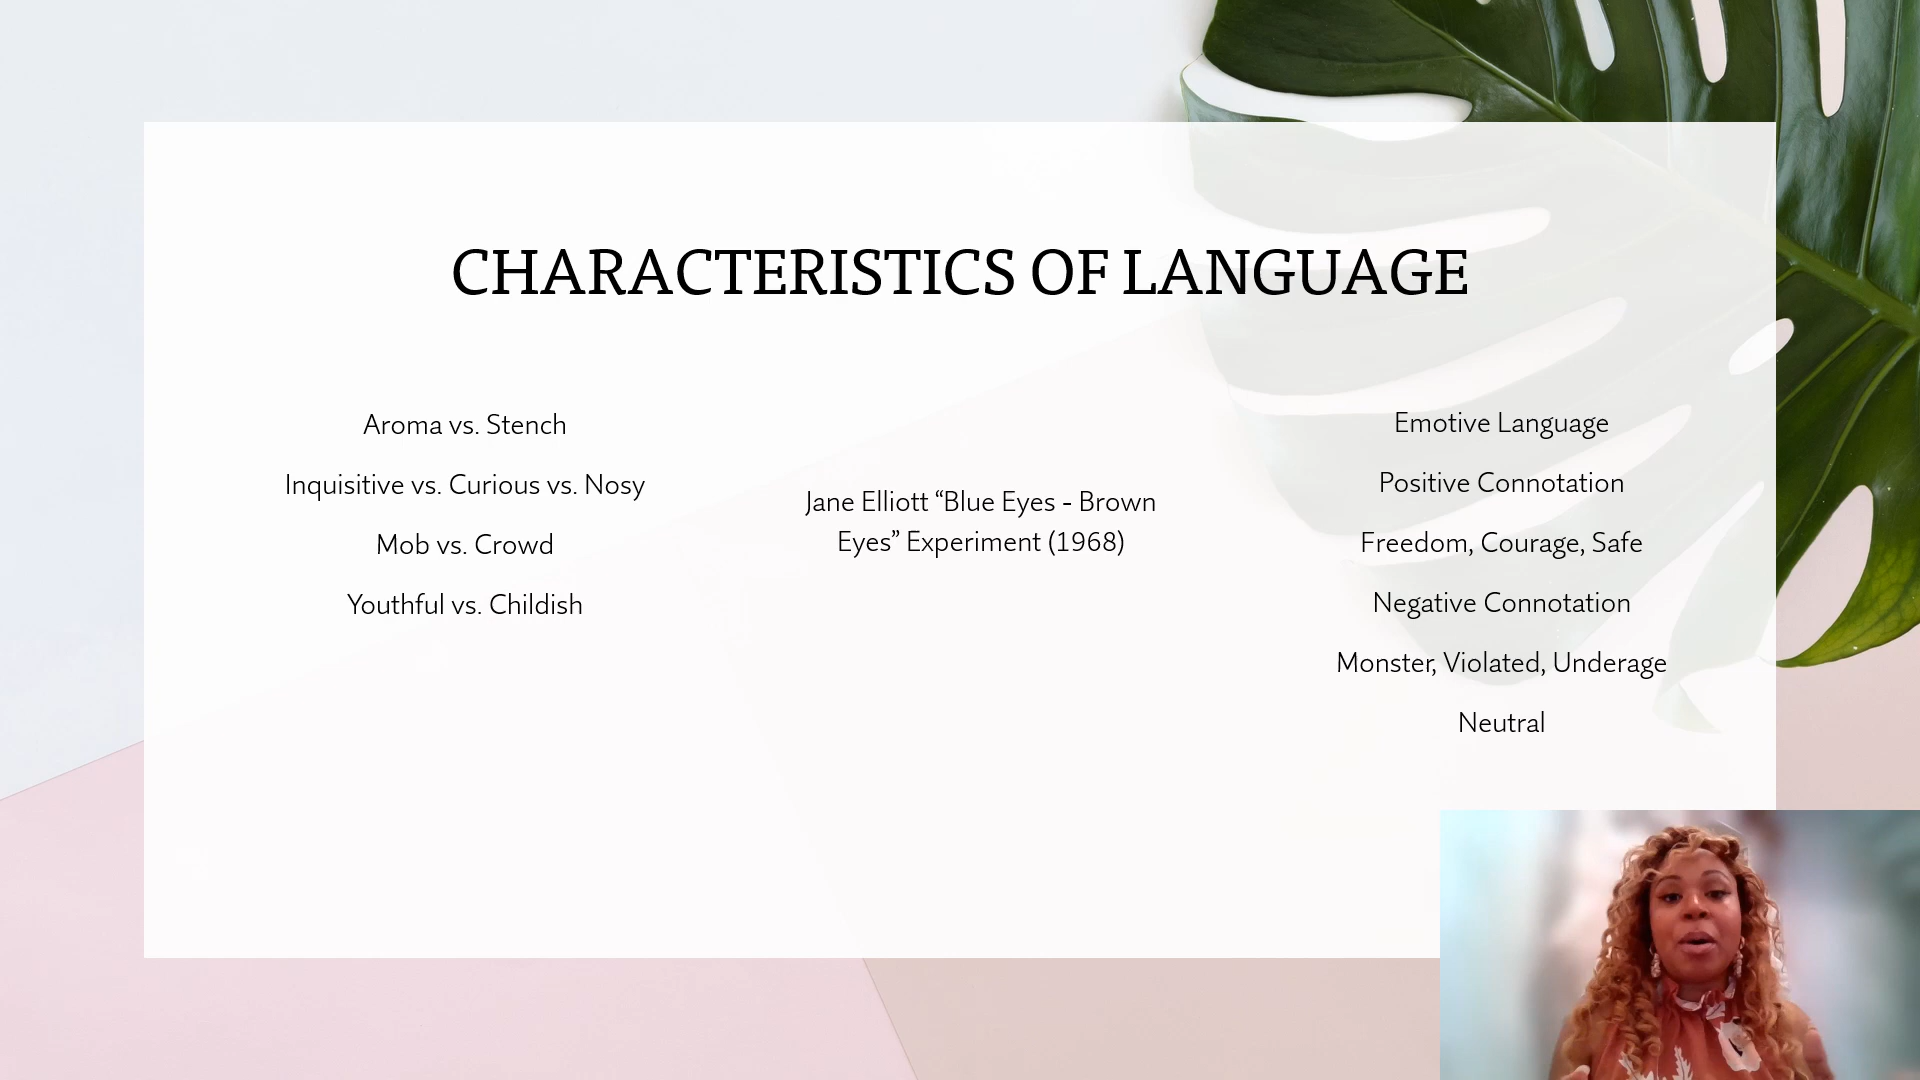 CHARACTERISTICS OF LANGUAGE
Aroma vs. Stench
Inquisitive vs. Curious vs. Nosy
Mob vs. Crowd
Youthful vs. Childish
Jane Elliott “Blue Eyes - Brown
Eyes” Experiment (1968)
Emotive Language
Positive Connotation
Freedom, Courage, Safe
Negative Connotation
Monster, Violated, Underage
Neutral